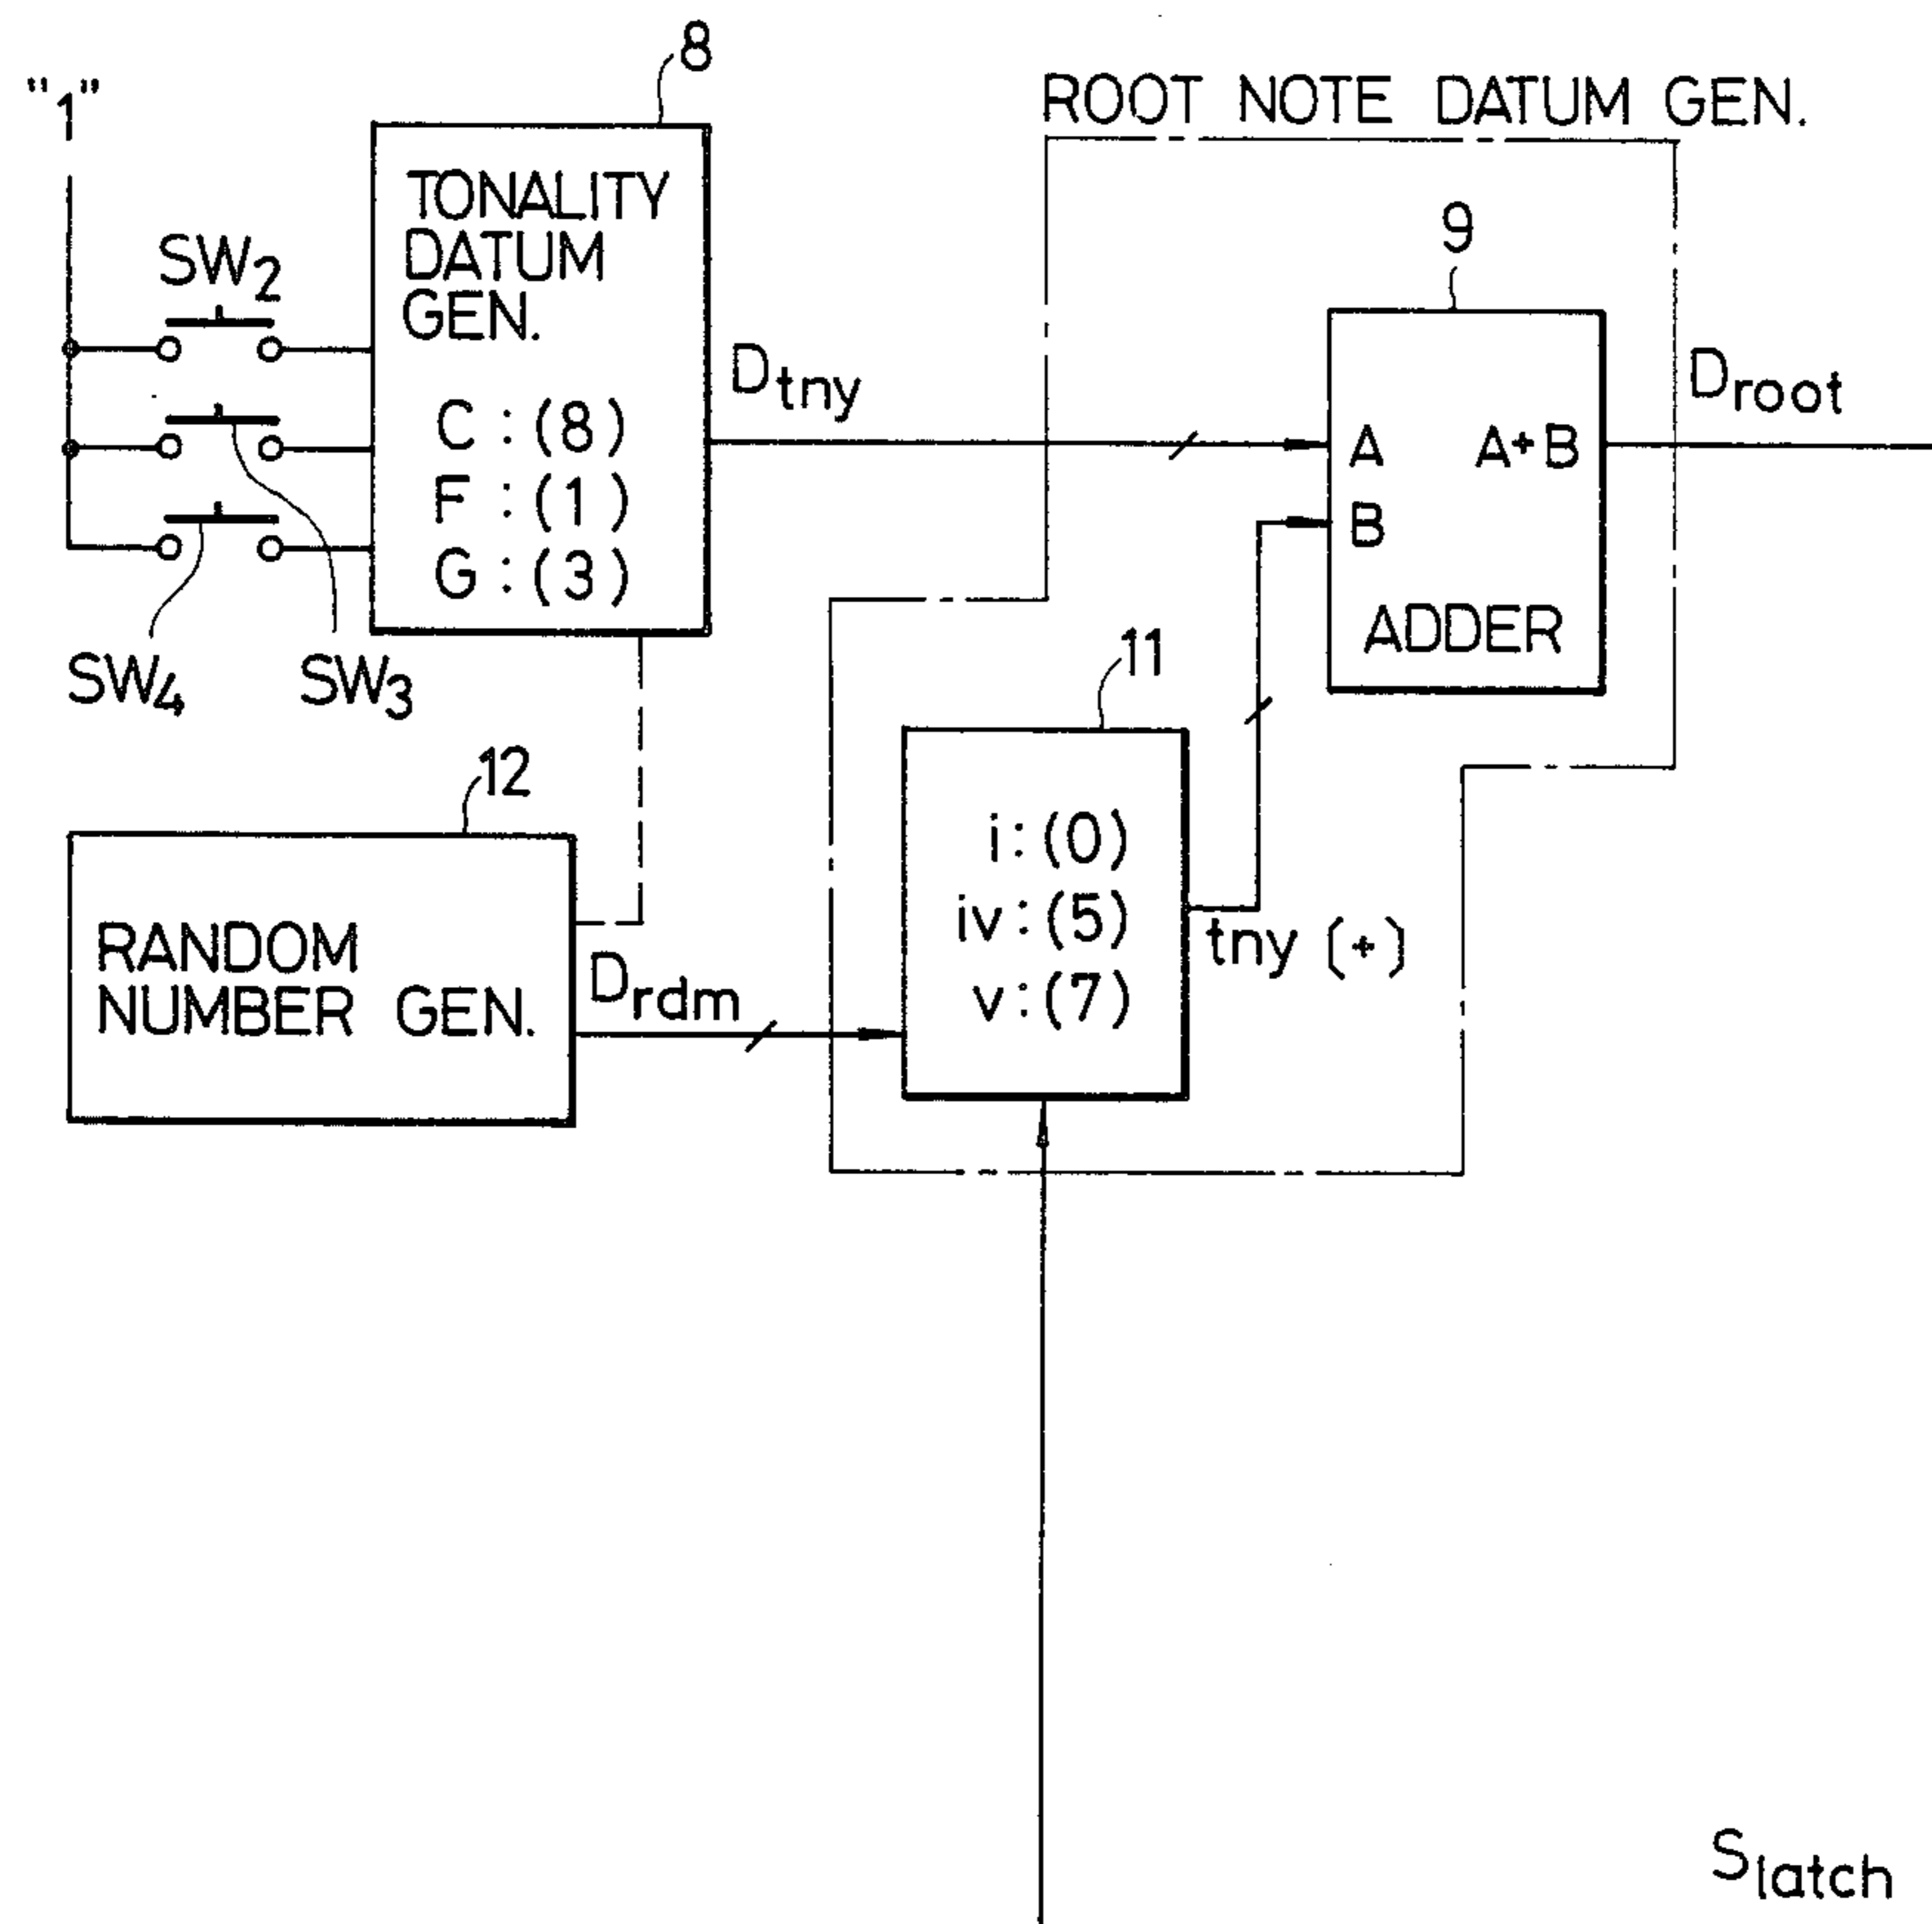 "1"
8
ROOT NOTE DATUM GEN.
TONALITY
DATUM
GEN.
C : (8)
F : (1)
G : (3)
SW2
SW4
SW3
Dtny
9
A A+B
B
ADDER
Droot
11
i : (0)
iv : (5)
v : (7)
tny (+)
12
RANDOM
NUMBER GEN.
Drdm
Slatch